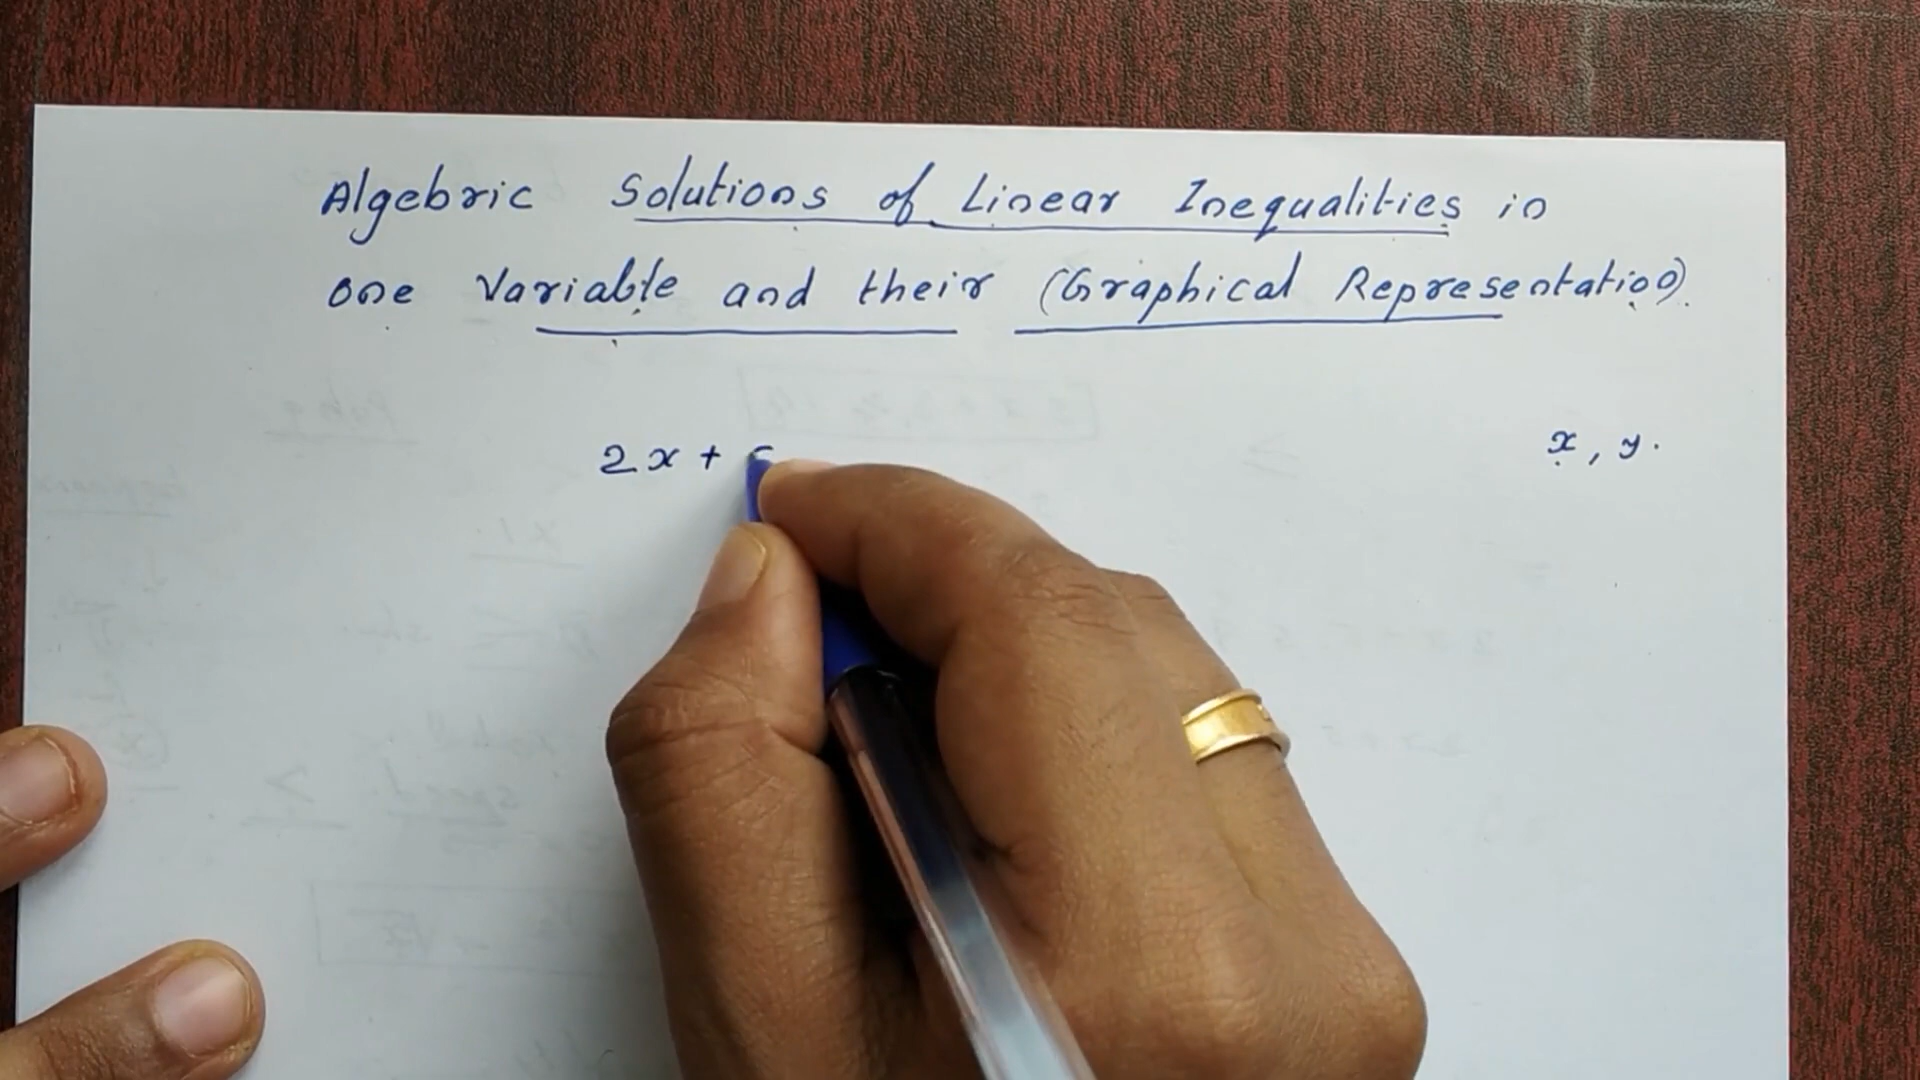 Algebric Solutions of Linear Inequalities in
one Variable and their (Graphical Representation).
2x +
x, y.